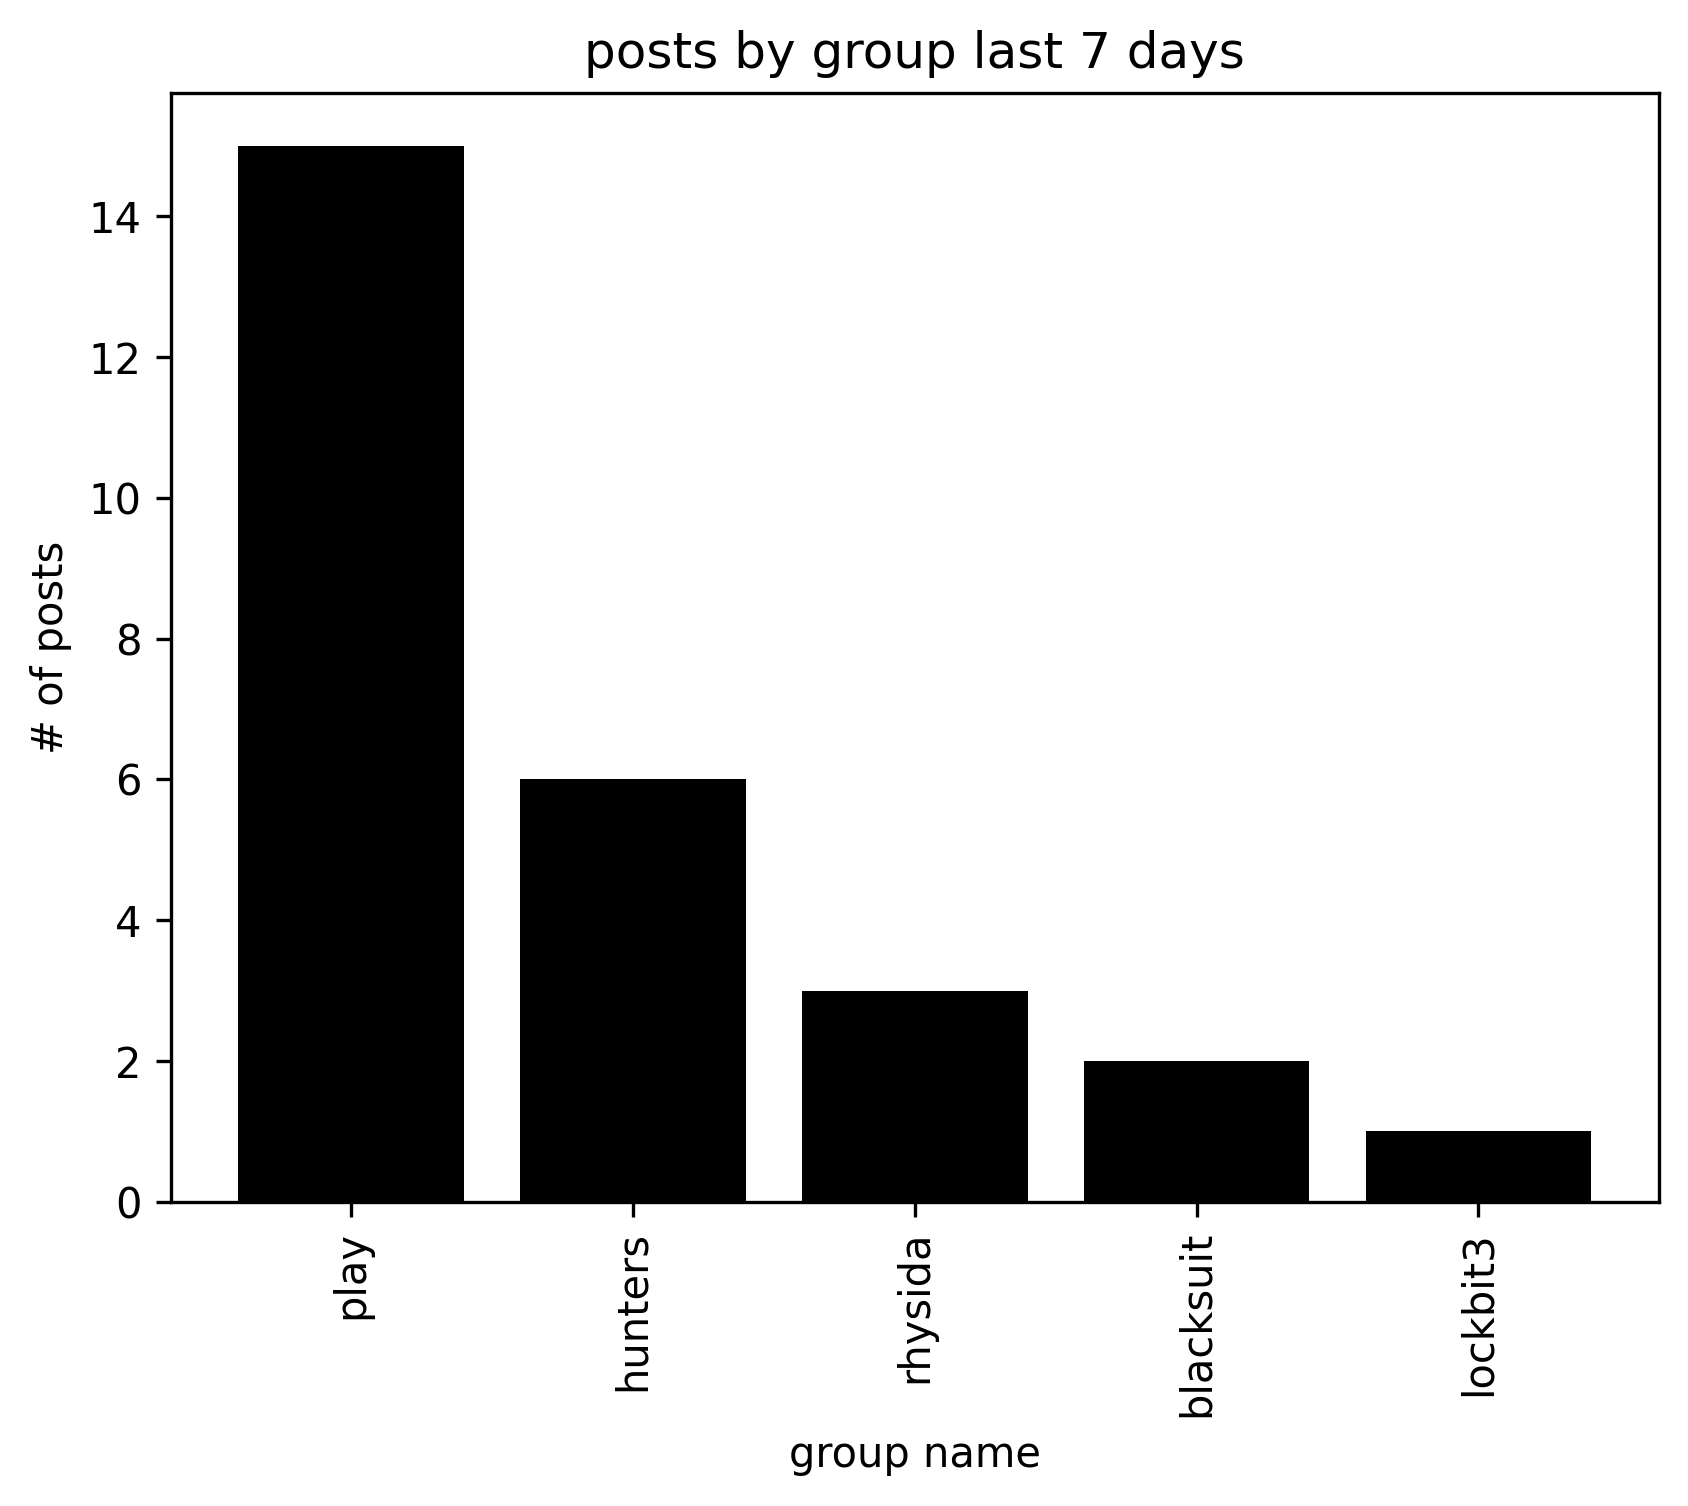 posts by group last 7 days
14
12
10
8
6
4
2
0
# of posts
play
hunters
rhysida
blacksuit
lockbit3
group name